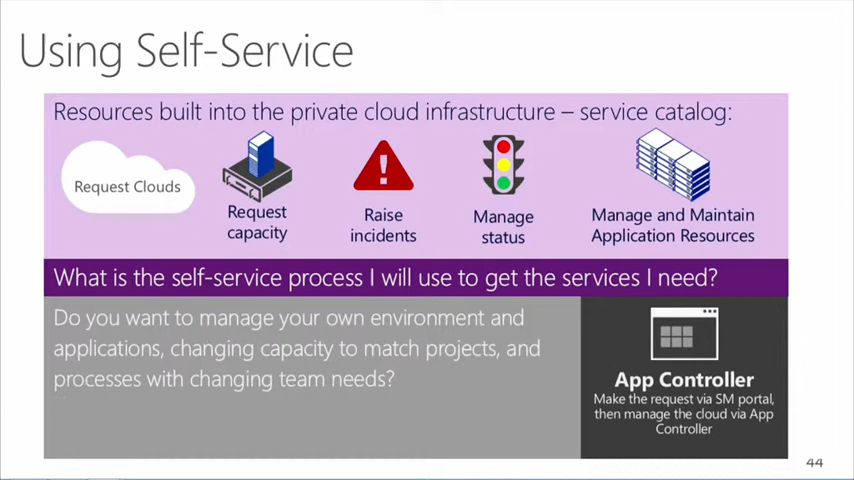 Using Self-Service
Resources built into the private cloud infrastructure – service catalog:
Request Clouds
Request
capacity
Raise
incidents
Manage
status
Manage and Maintain
Application Resources
What is the self-service process I will use to get the services I need?
Do you want to manage your own environment and
applications, changing capacity to match projects, and
processes with changing team needs?
App Controller
Make the request via SM portal,
then manage the cloud via App
Controller
44